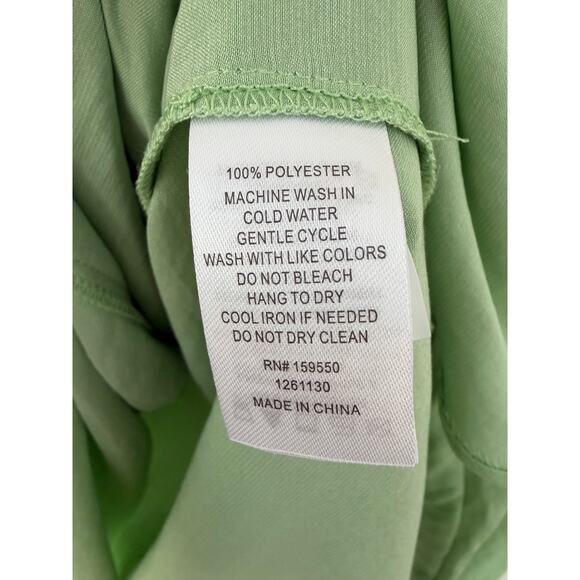 100% POLYESTER
MACHINE WASH IN
COLD WATER
GENTLE CYCLE
WASH WITH LIKE COLORS
DO NOT BLEACH
HANG TO DRY
COOL IRON IF NEEDED
DO NOT DRY CLEAN
RN# 159550
1261130
MADE IN CHINA